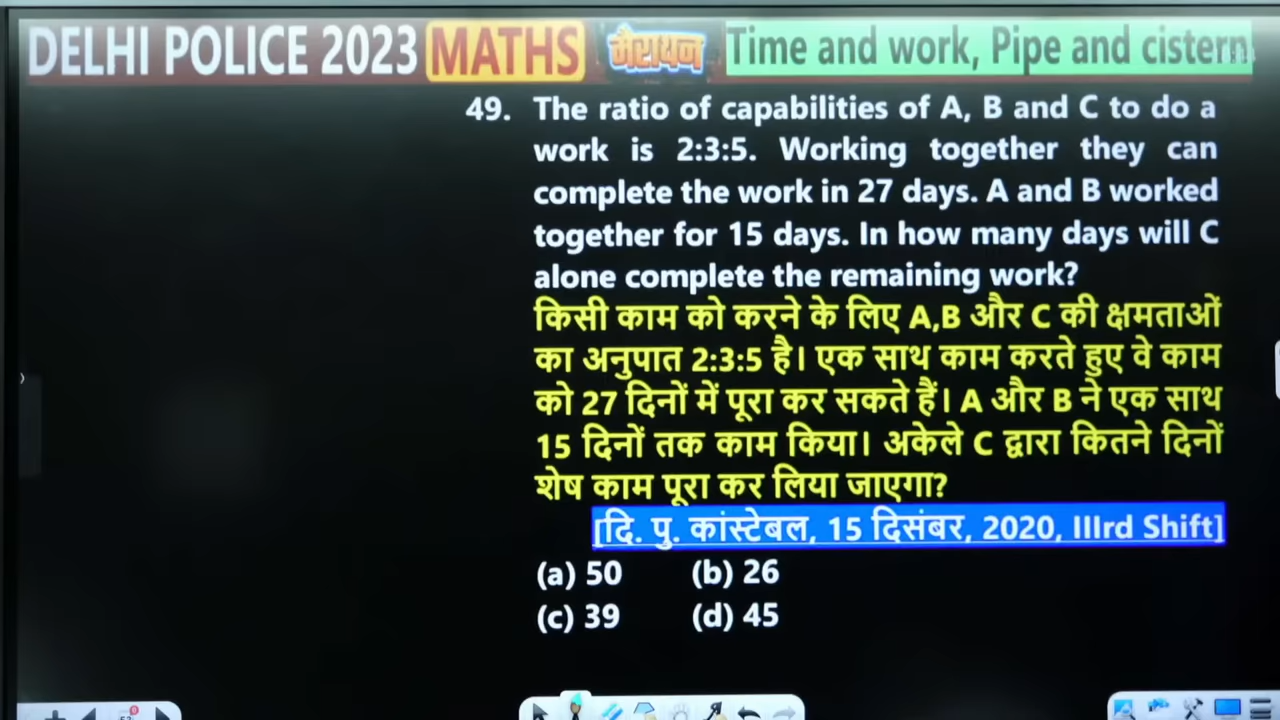 DELHI POLICE 2023 MATHS मैराथन Time and work, Pipe and cistern
49. The ratio of capabilities of A, B and C to do a
work is 2:3:5. Working together they can
complete the work in 27 days. A and B worked
together for 15 days. In how many days will C
alone complete the remaining work?
किसी काम को करने के लिए A,B और C की क्षमताओं
का अनुपात 2:3:5 है। एक साथ काम करते हुए वे काम
को 27 दिनों में पूरा कर सकते हैं। A और B ने एक साथ
15 दिनों तक काम किया। अकेले C द्वारा कितने दिनों
शेष काम पूरा कर लिया जाएगा?
[दि. पु. कांस्टेबल, 15 दिसंबर, 2020, IIIrd Shift]
(a) 50 (b) 26
(c) 39 (d) 45